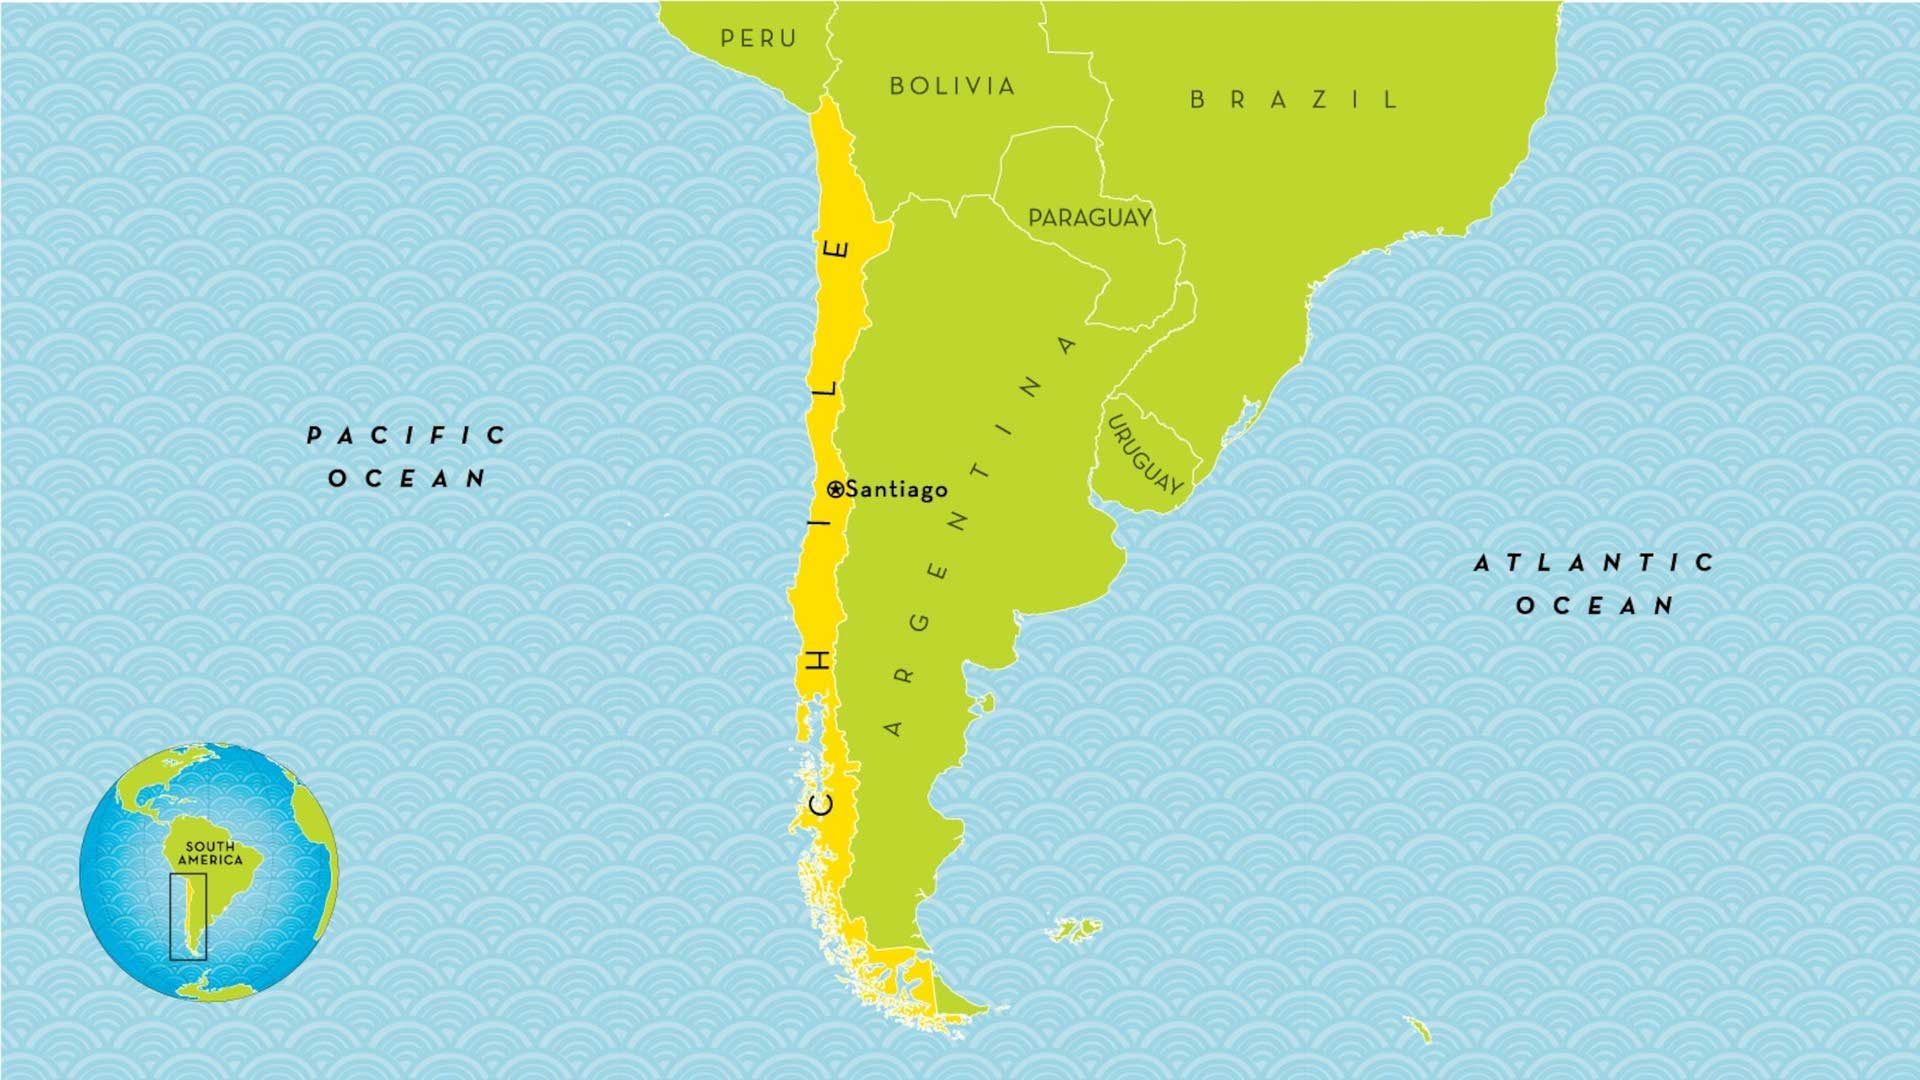 PERU
BOLIVIA
BRAZIL
PARAGUAY
CHILE
ARGENTINA
URUGUAY
PACIFIC
OCEAN
Santiago
ATLANTIC
OCEAN
SOUTH
AMERICA